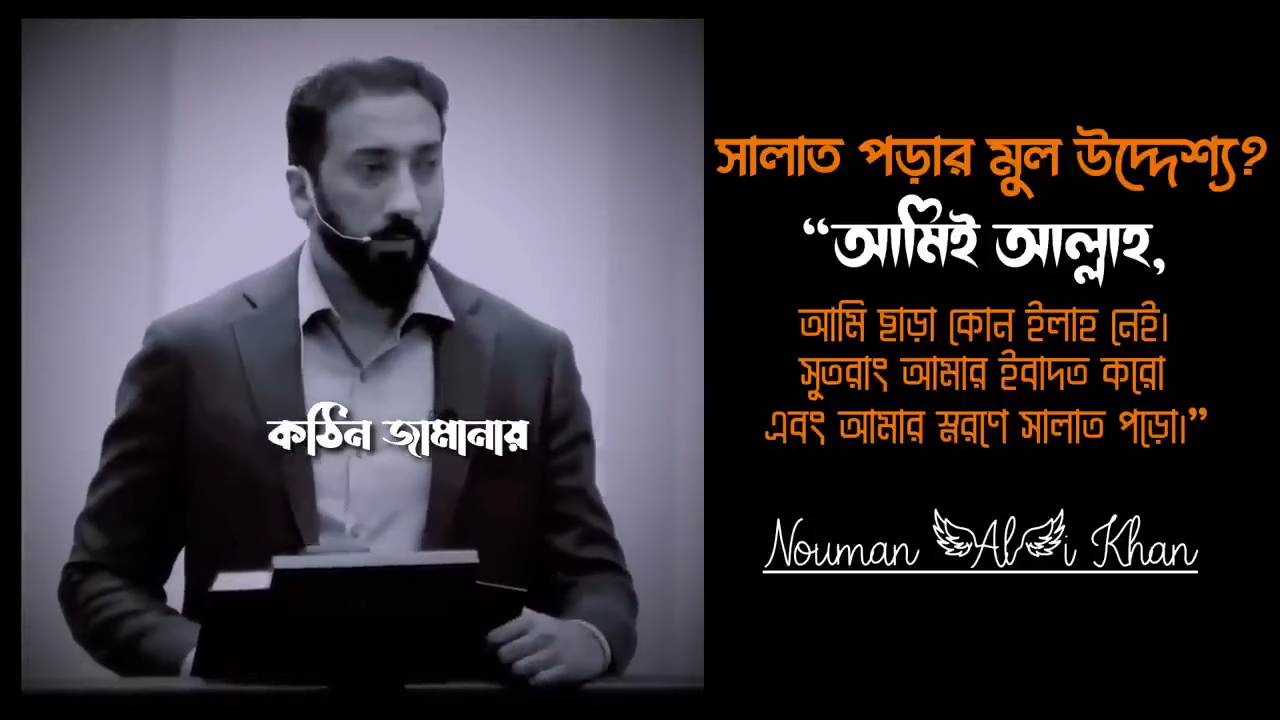 কঠিন জামানার
সালাত পড়ার মুল উদ্দেশ্য?
“আমিই আল্লাহ,
আমি ছাড়া কোন ইলাহ নেই।
সুতরাং আমার ইবাদত করো
এবং আমার স্মরণে সালাত পড়ো।”
Nouman Ali Khan